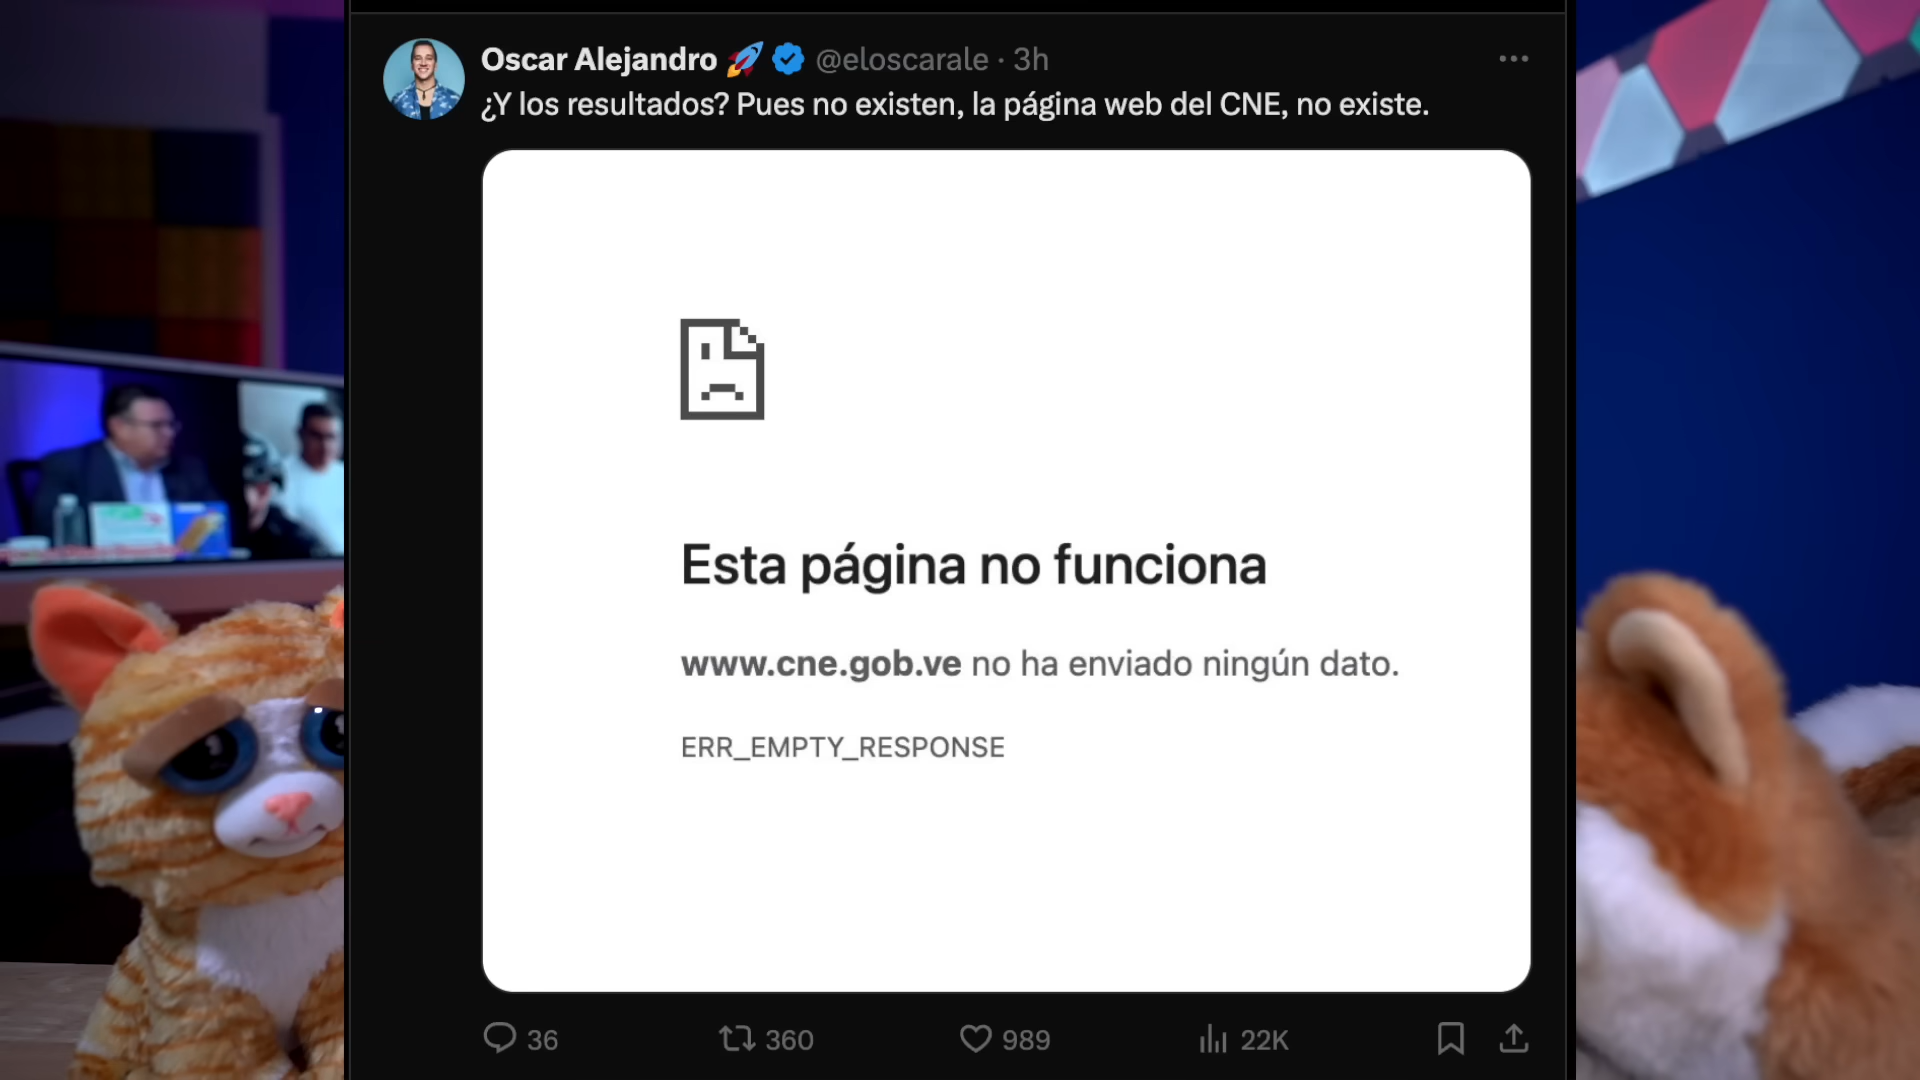 Oscar Alejandro 🚀 @eloscarale · 3h
¿Y los resultados? Pues no existen, la página web del CNE, no existe.
Esta página no funciona
www.cne.gob.ve no ha enviado ningún dato.
ERR_EMPTY_RESPONSE
36 360 989 22K